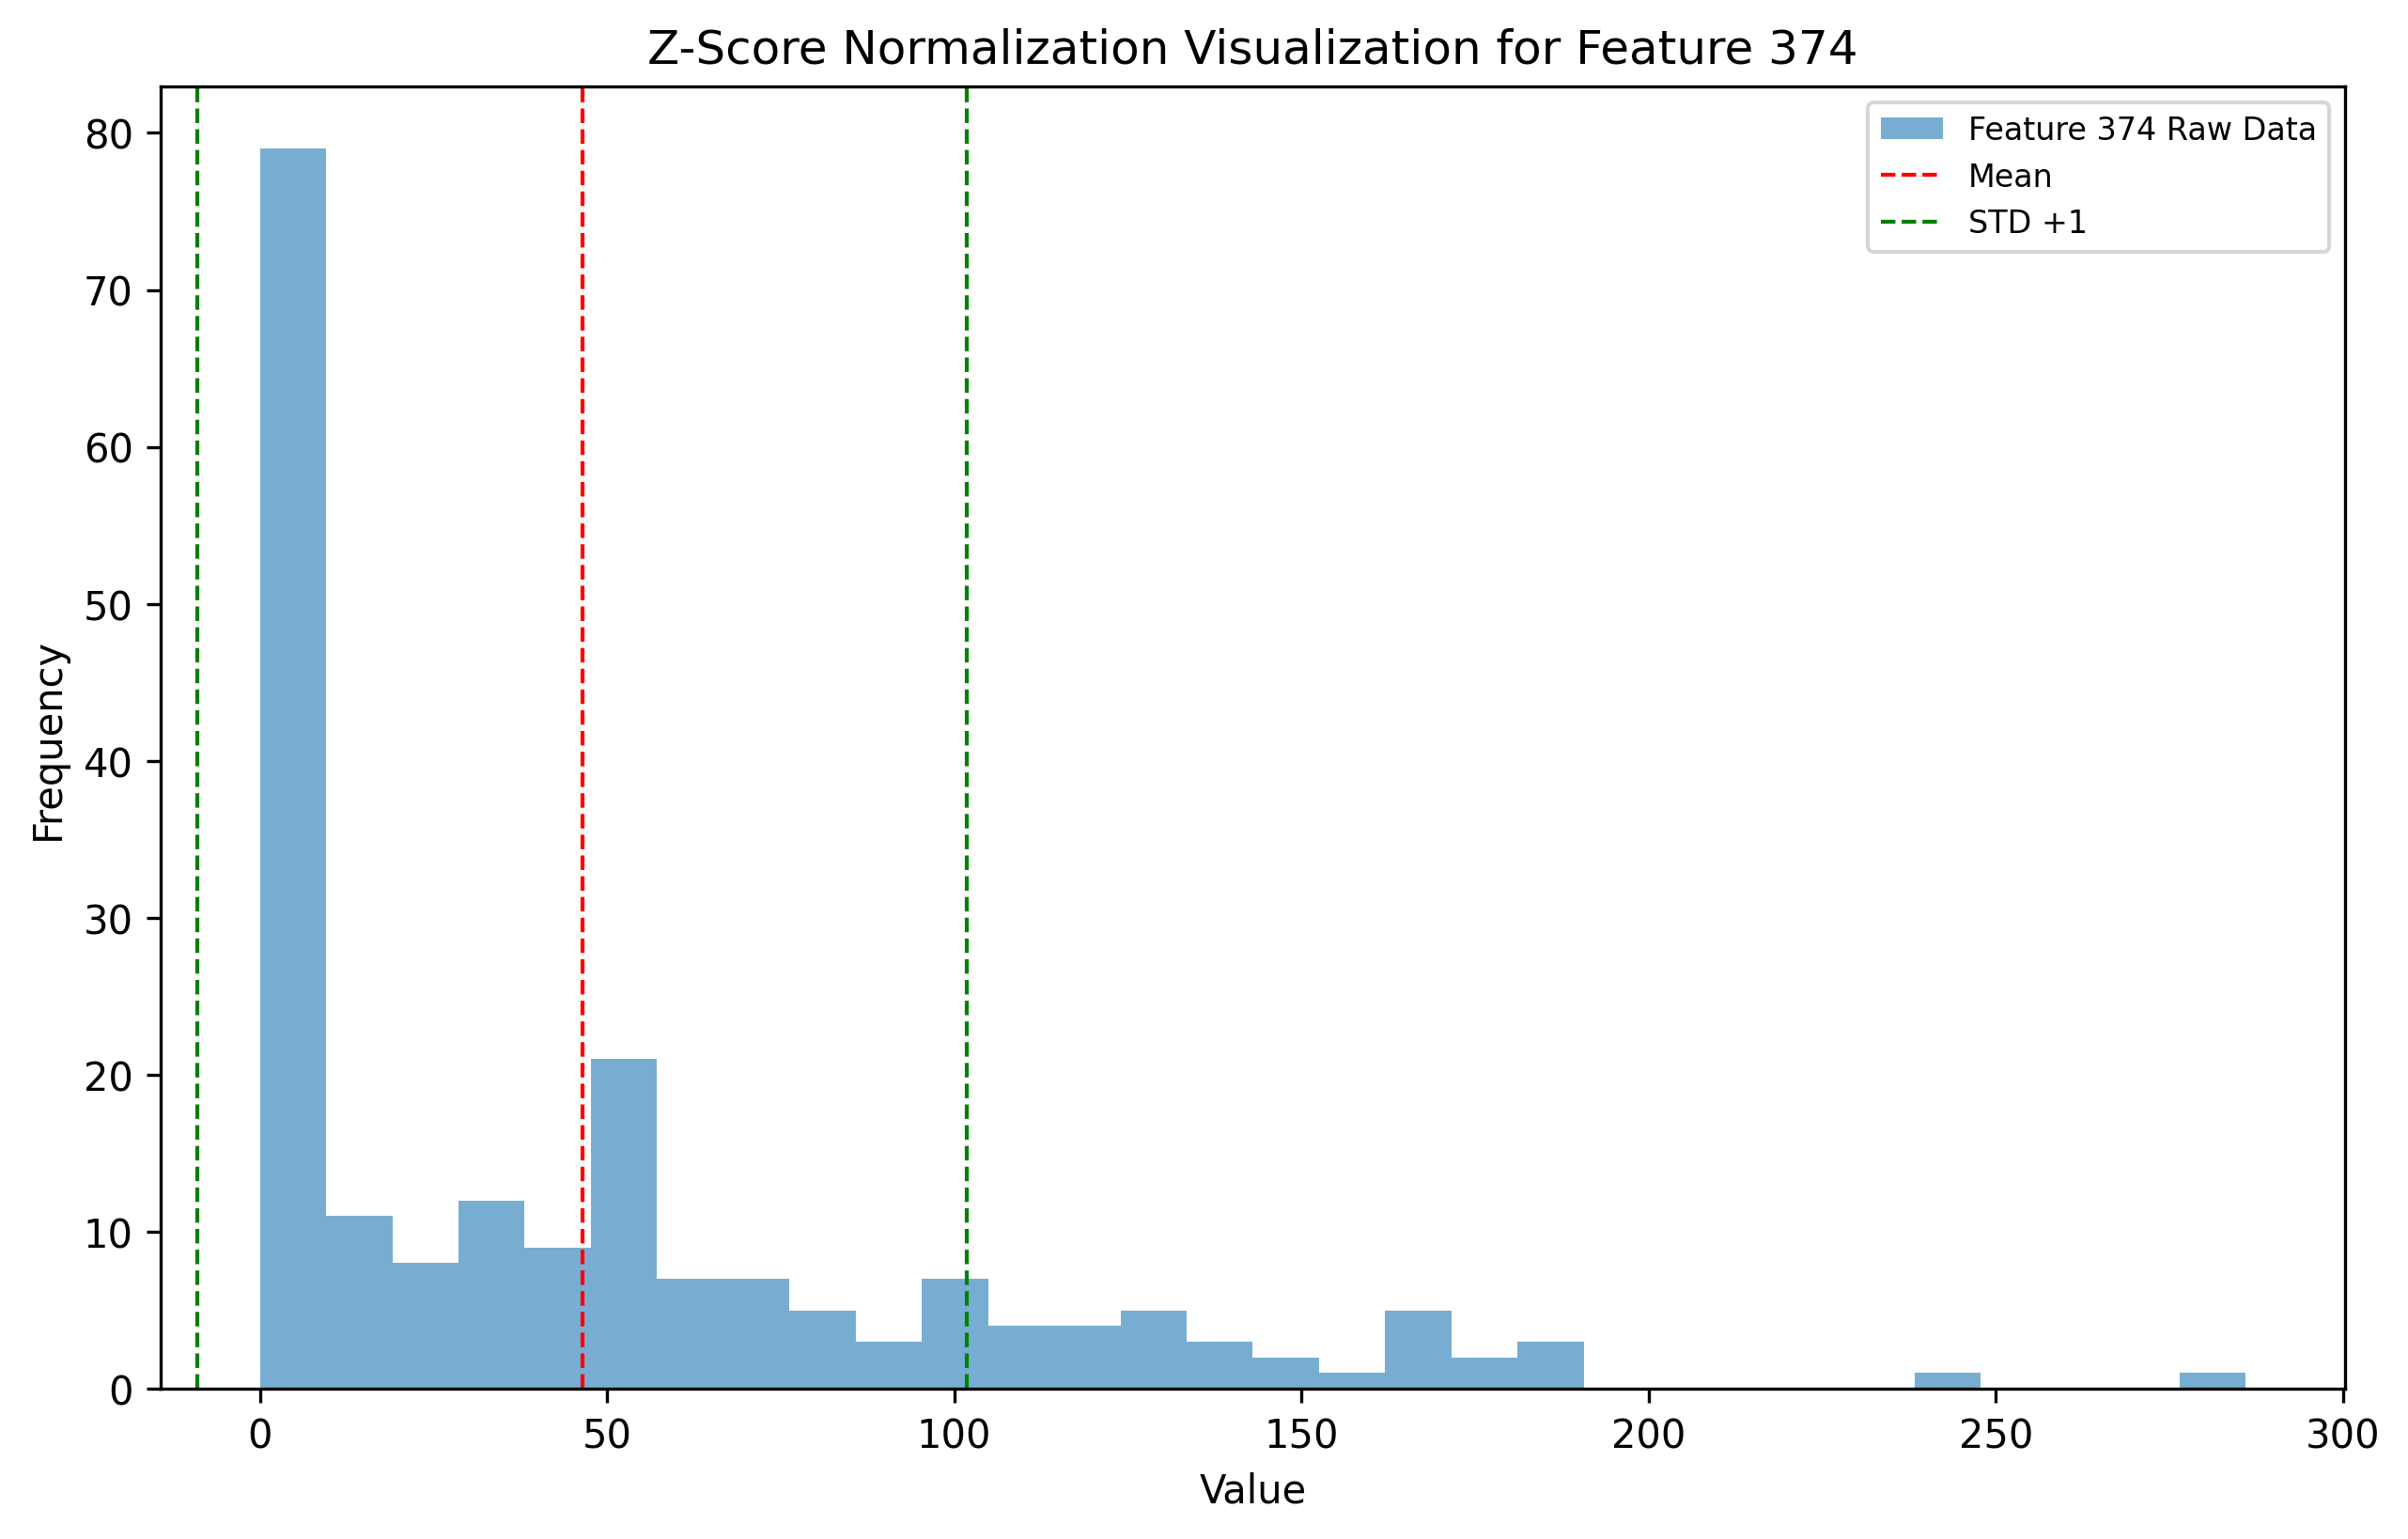 Z-Score Normalization Visualization for Feature 374
Feature 374 Raw Data
Mean
STD +1
80
70
60
50
40
30
20
10
0
Frequency
0 50 100 150 200 250 300
Value